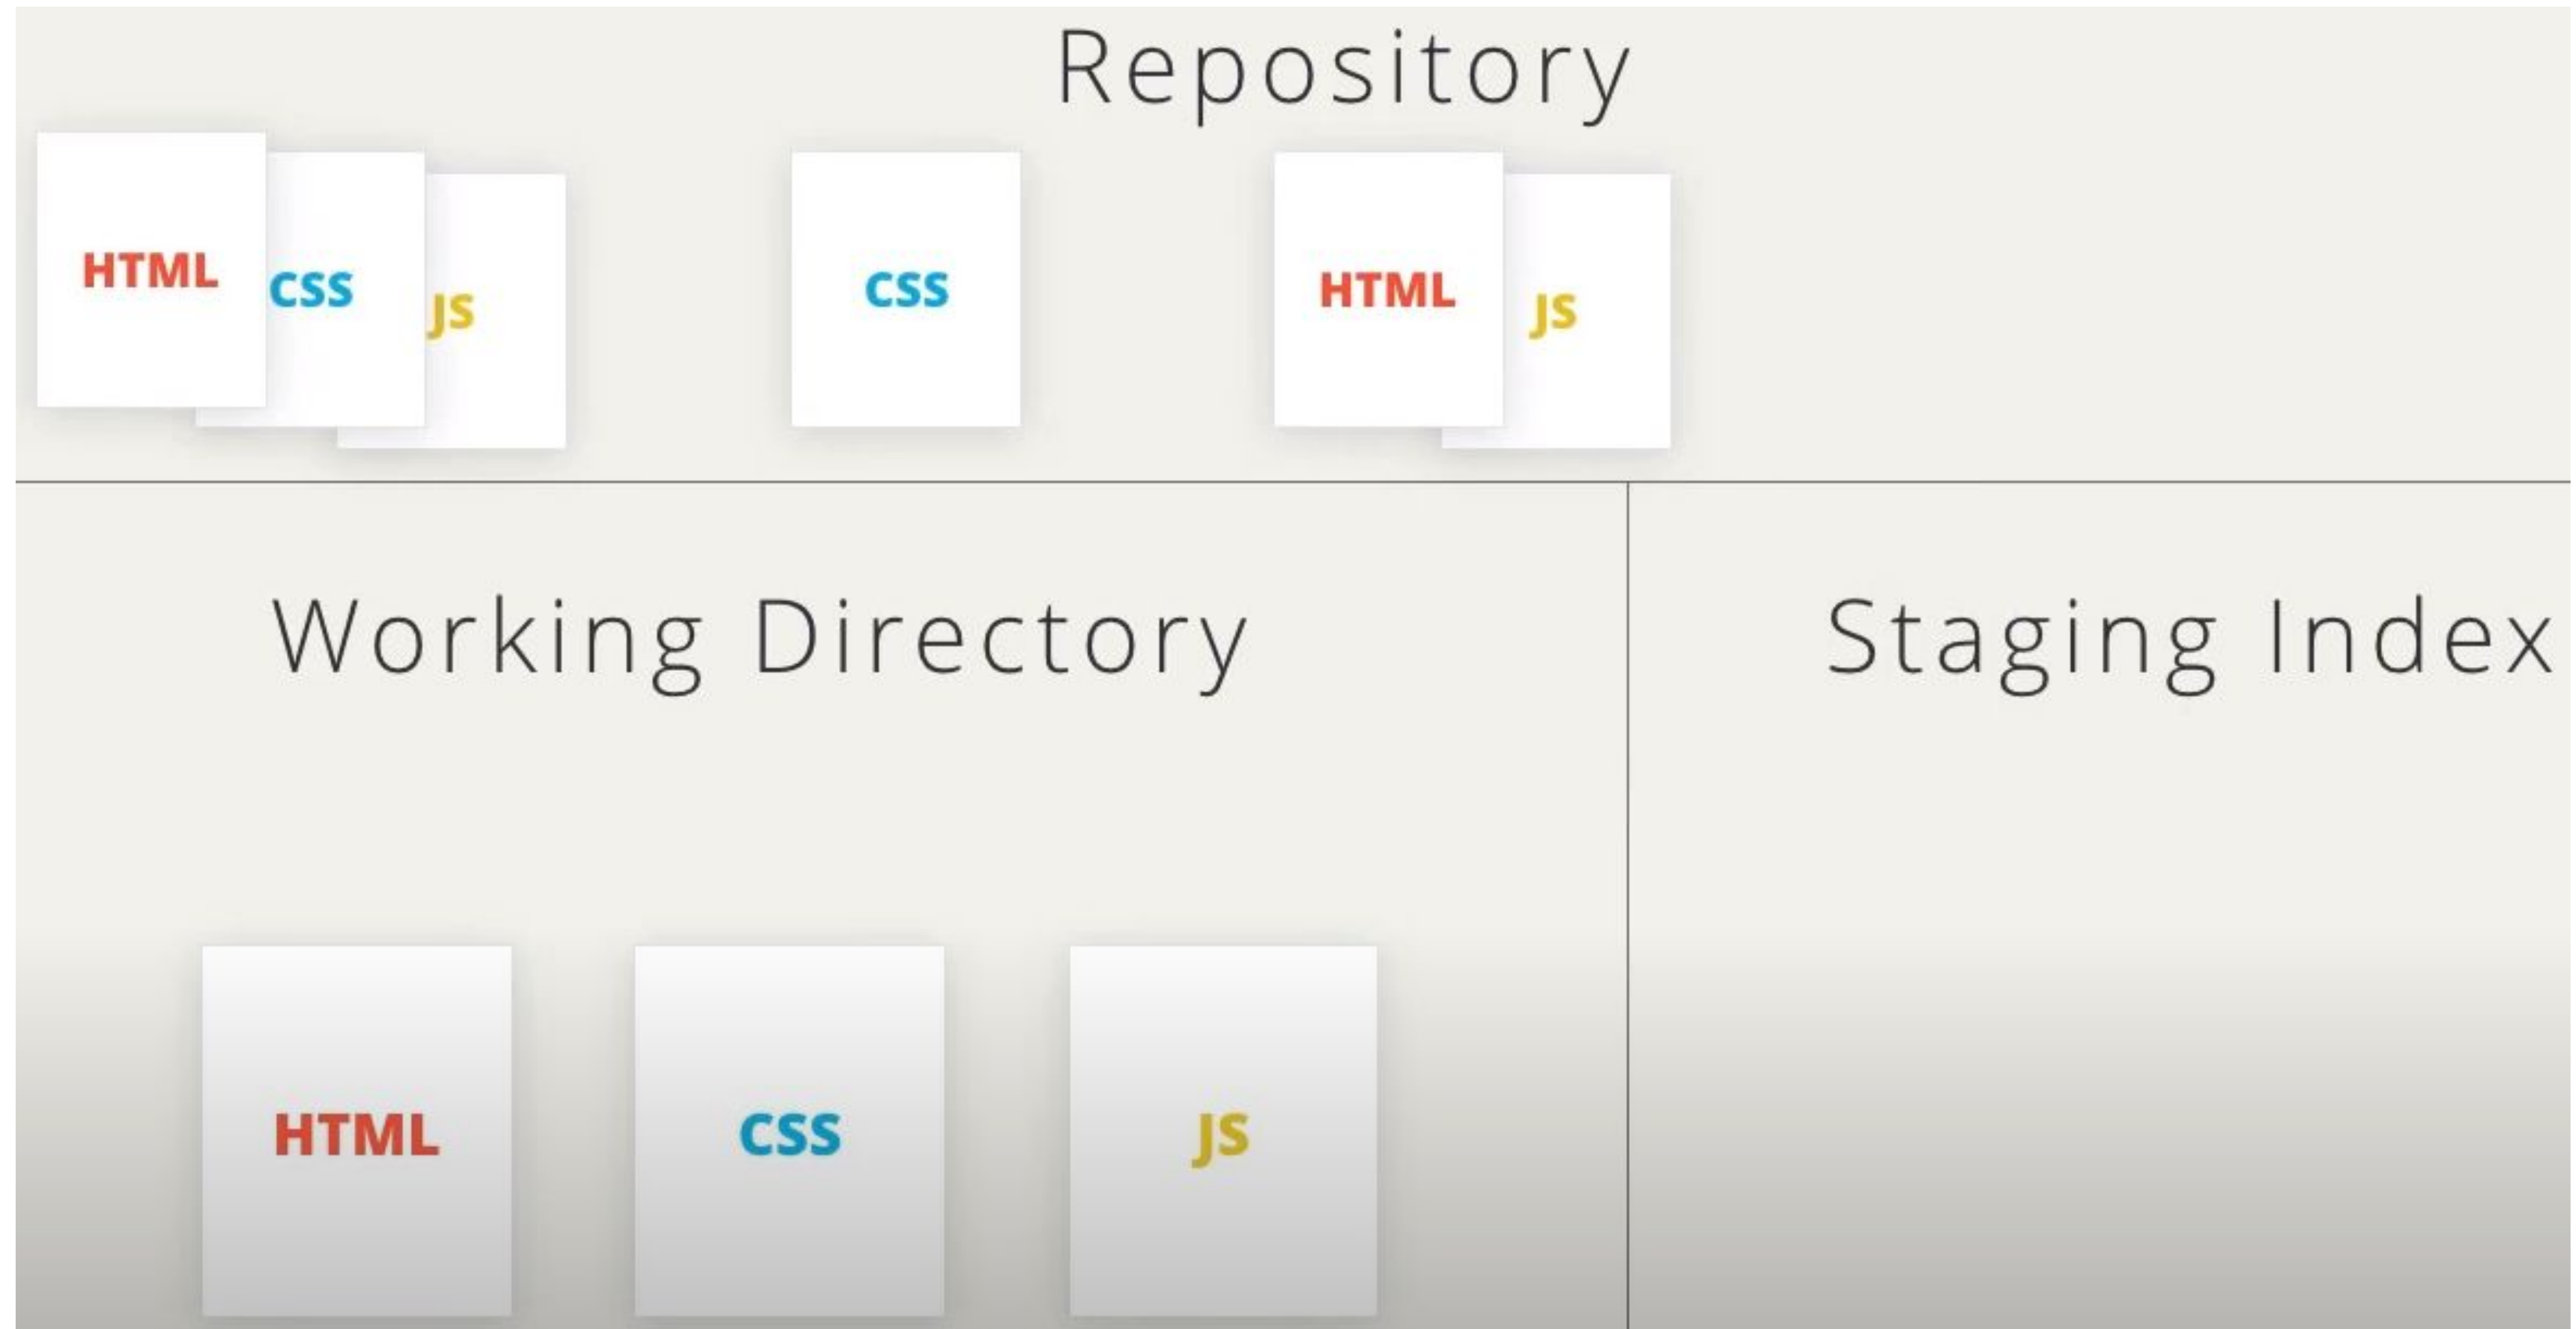 Repository
HTML CSS JS CSS HTML JS
Working Directory Staging Index
HTML CSS JS